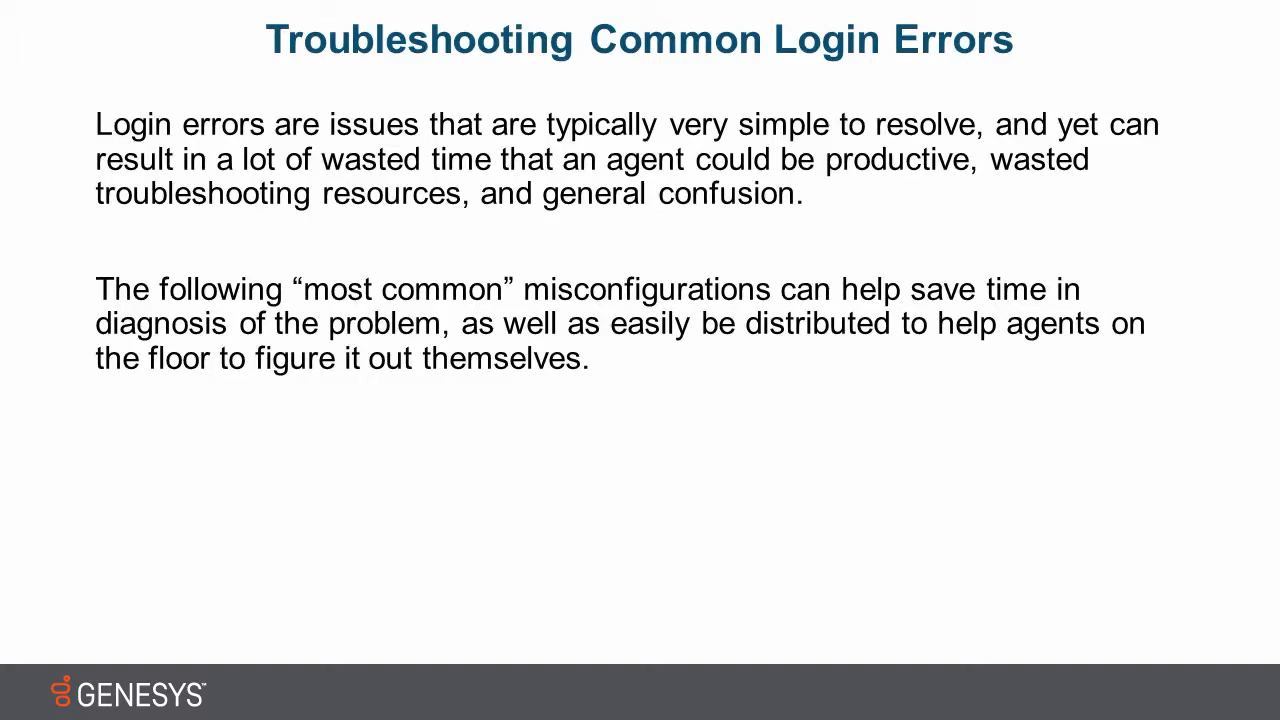 Troubleshooting Common Login Errors
Login errors are issues that are typically very simple to resolve, and yet can
result in a lot of wasted time that an agent could be productive, wasted
troubleshooting resources, and general confusion.
The following “most common” misconfigurations can help save time in
diagnosis of the problem, as well as easily be distributed to help agents on
the floor to figure it out themselves.
GENESYS™